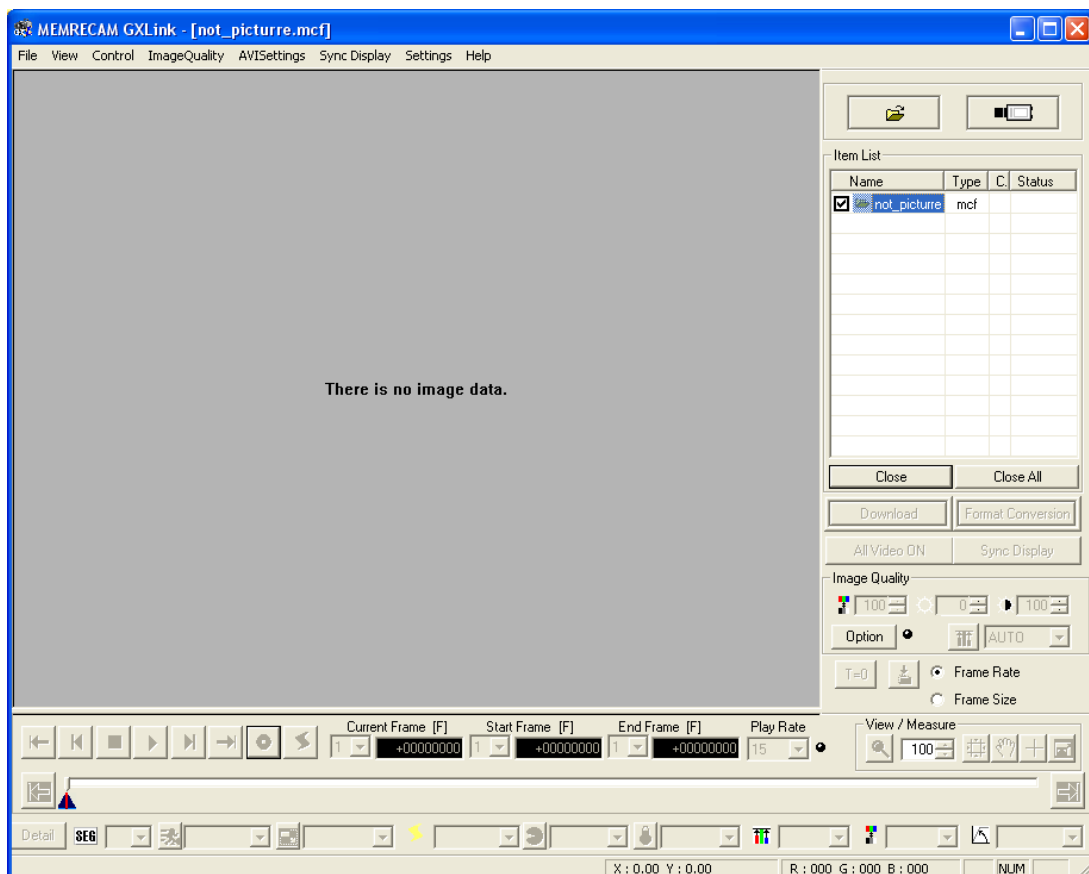 MEMRECAM GXLink - [not_picturre.mcf]
File View Control ImageQuality AVISettings Sync Display Settings Help
There is no image data.
Item List
Name Type C. Status
not_picturre mcf
Close Close All
Download Format Conversion
All Video ON Sync Display
Image Quality
100 0 100
Option AUTO
T=0 Frame Rate
Frame Size
Current Frame [F] Start Frame [F] End Frame [F] Play Rate View / Measure
1 +00000000 1 +00000000 1 +00000000 15 100
Detail SEG
X : 0.00 Y : 0.00 R : 000 G : 000 B : 000 NUM